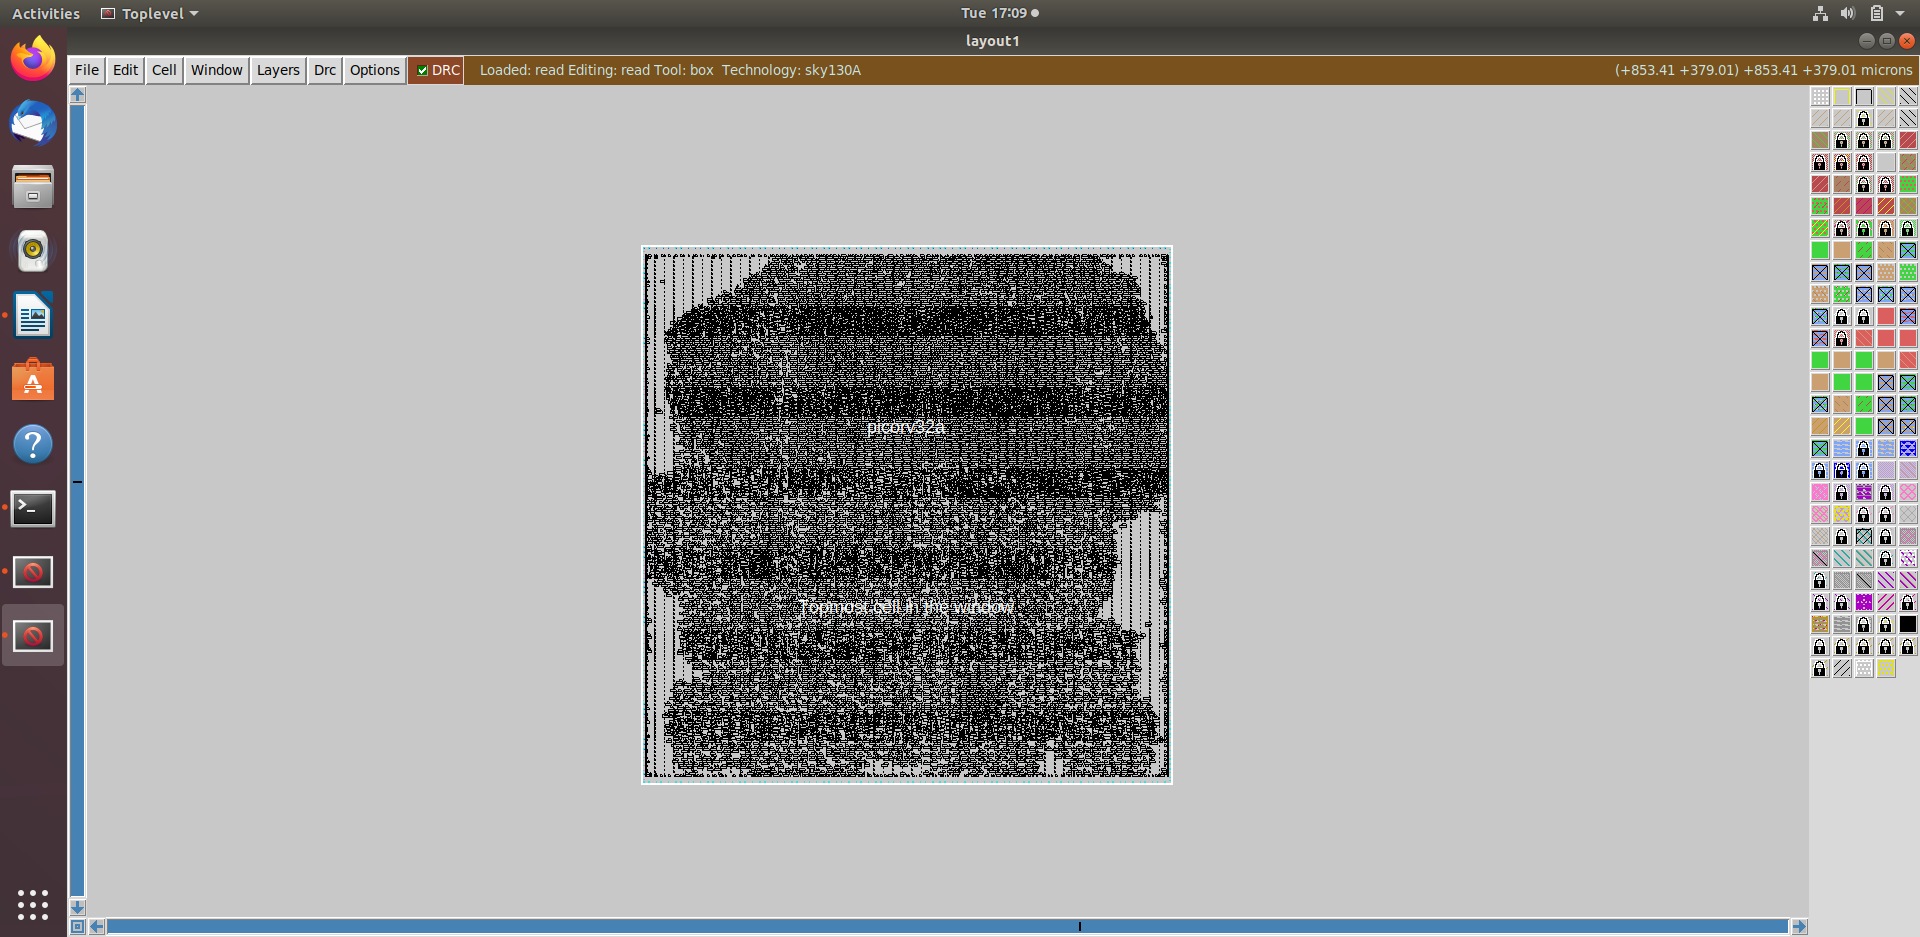 Activities Toplevel Tue 17:09
layout1
File Edit Cell Window Layers Drc Options DRC Loaded: read Editing: read Tool: box Technology: sky130A (+853.41 +379.01) +853.41 +379.01 microns
picorv32a
Topmost cell in the window